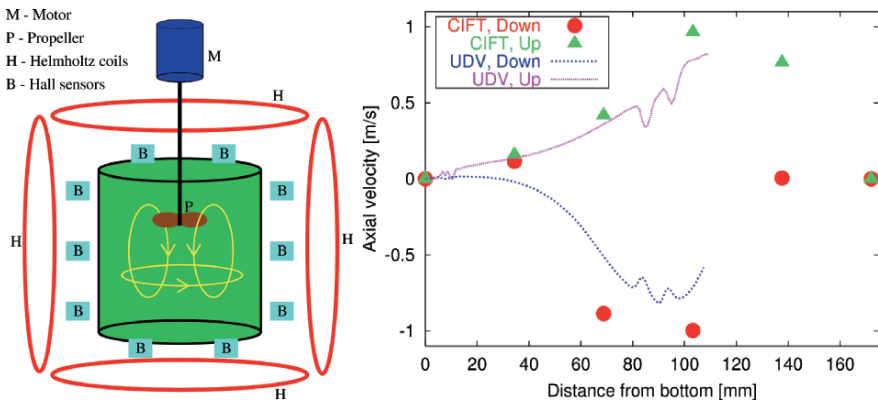 M - Motor
P - Propeller
H - Helmholtz coils
B - Hall sensors
M
H
B
B
P
B
B
H
B
B
H
B
B
B
B
H
CIFT, Down
CIFT, Up
UDV, Down
UDV, Up
1
0.5
0
-0.5
-1
Axial velocity [m/s]
0 20 40 60 80 100 120 140 160
Distance from bottom [mm]